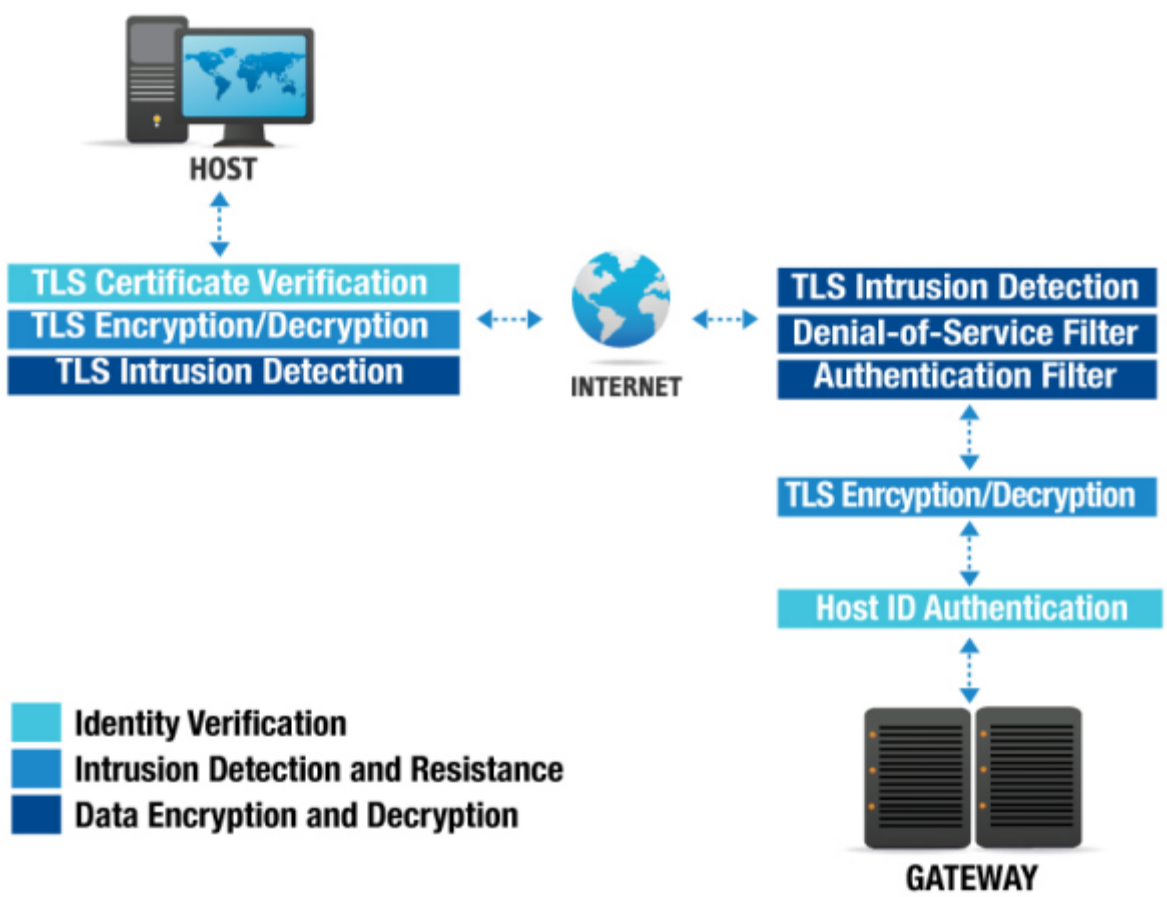 HOST
TLS Certificate Verification
TLS Encryption/Decryption
TLS Intrusion Detection
INTERNET
TLS Intrusion Detection
Denial-of-Service Filter
Authentication Filter
TLS Enrcyption/Decryption
Host ID Authentication
GATEWAY
Identity Verification
Intrusion Detection and Resistance
Data Encryption and Decryption